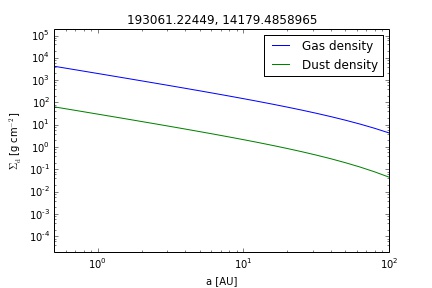 193061.22449, 14179.4858965
Gas density
Dust density
Σ_d [g cm^-2]
10^5
10^4
10^3
10^2
10^1
10^0
10^-1
10^-2
10^-3
10^-4
10^0 10^1 10^2
a [AU]